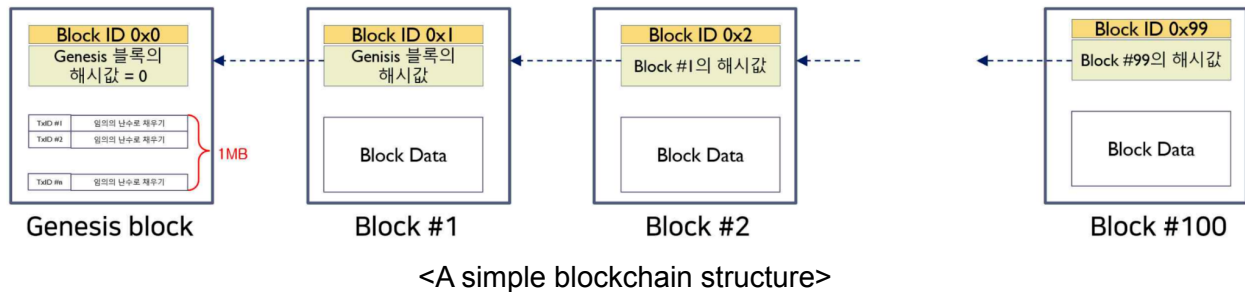 Block ID 0x0
Genesis 블록의
해시값 = 0
TxID #1 임의의 난수로 채우기
TxID #2 임의의 난수로 채우기
TxID #n 임의의 난수로 채우기
1MB
Genesis block
Block ID 0x1
Genisis 블록의
해시값
Block Data
Block #1
Block ID 0x2
Block #1의 해시값
Block Data
Block #2
Block ID 0x99
Block #99의 해시값
Block Data
Block #100
<A simple blockchain structure>